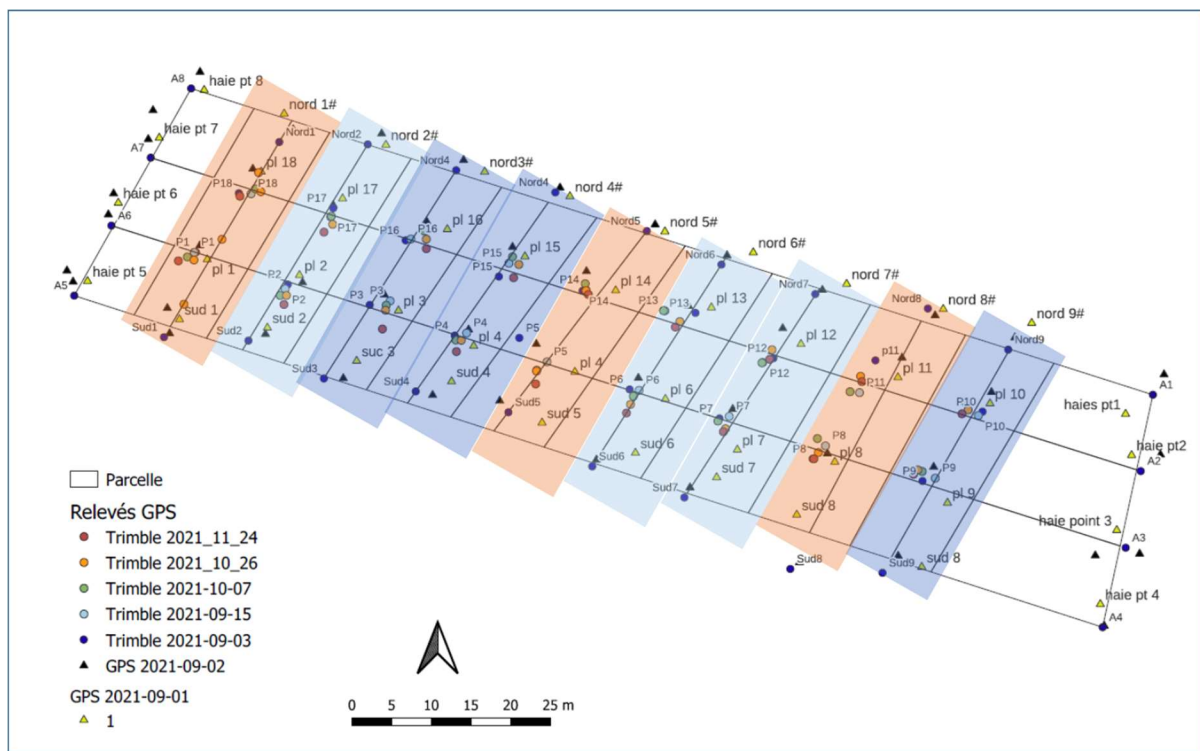 A8
haie pt 8
nord 1#
haie pt 7
Nord1
Nord2
nord 2#
A7
pl 18
Nord4
nord3#
P18
P18
pl 17
Nord4
nord 4#
haie pt 6
P17
P17
A6
P1
P1
P16
P16
pl 16
Nord5
nord 5#
pl 1
P15
pl 15
P15
Nord6
nord 6#
haie pt 5
pl 2
P14
pl 14
A5
P.2
P2
P14
Nord7
nord 7#
sud 1
P3
P3
pl 3
P13
P13
pl 13
Sud1
Sud2
sud 2
P4
P4
Nord8
nord 8#
pl 4
P5
P12
pl 12
suc 3
P5
P12
Nord9
nord 9#
Sud3
sud 4
pl 4
p11
Sud4
P6
P6
pl 6
P.11
pl 11
A1
Sud5
sud 5
P7
P7
P.10
pl 10
haies pt1
P10
sud 6
pl 7
P8
P8
pl 8
haie pt2
Sud6
sud 7
P9
P9
A2
Sud7
pl 9
sud 8
haie point 3
A3
Sud8
Sud9
sud 8
haie pt 4
A4
Parcelle
Relevés GPS
Trimble 2021_11_24
Trimble 2021_10_26
Trimble 2021-10-07
Trimble 2021-09-15
Trimble 2021-09-03
GPS 2021-09-02
GPS 2021-09-01
1
0 5 10 15 20 25 m